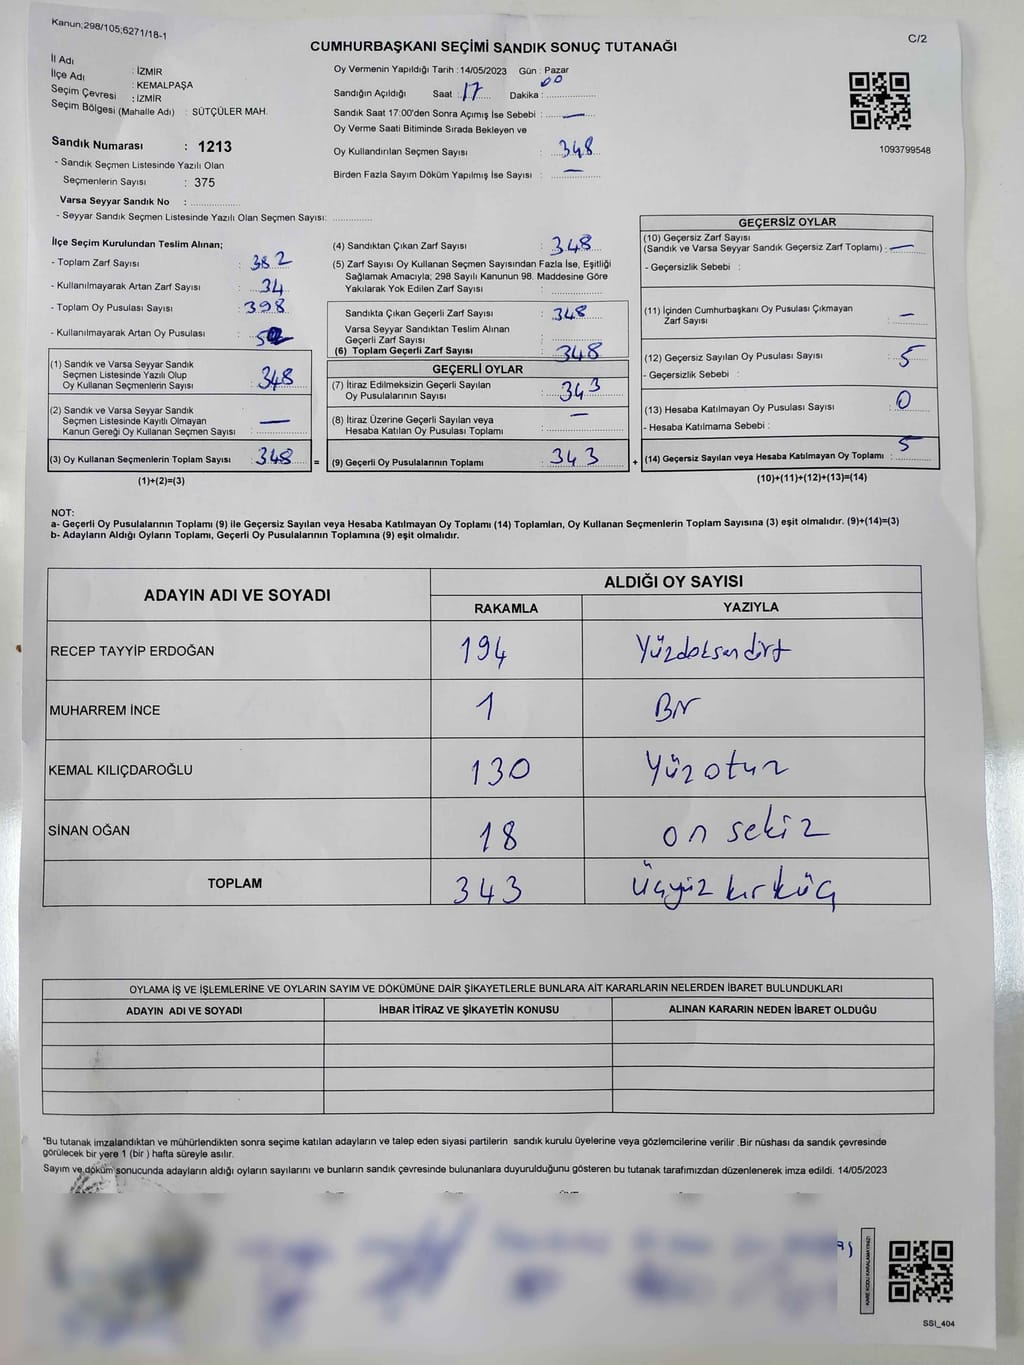 Kanun;298/105;6271/18-1
C/2
CUMHURBAŞKANI SEÇİMİ SANDIK SONUÇ TUTANAĞI
İl Adı : İZMİR
İlçe Adı : KEMALPAŞA
Seçim Çevresi : İZMİR
Seçim Bölgesi (Mahalle Adı) : SÜTÇÜLER MAH.
Sandık Numarası : 1213
- Sandık Seçmen Listesinde Yazılı Olan
Seçmenlerin Sayısı : 375
Varsa Seyyar Sandık No :
- Seyyar Sandık Seçmen Listesinde Yazılı Olan Seçmen Sayısı:
Oy Vermenin Yapıldığı Tarih :14/05/2023 Gün : Pazar
Sandığın Açıldığı Saat : 17 Dakika : 00
Sandık Saat 17:00'den Sonra Açımış İse Sebebi : —
Oy Verme Saati Bitiminde Sırada Bekleyen ve
Oy Kullandırılan Seçmen Sayısı : 348
Birden Fazla Sayım Döküm Yapılmış İse Sayısı : —
1093799548
İlçe Seçim Kurulundan Teslim Alınan;
- Toplam Zarf Sayısı : 382
- Kullanılmayarak Artan Zarf Sayısı : 34
- Toplam Oy Pusulası Sayısı : 398
- Kullanılmayarak Artan Oy Pusulası :
(1) Sandık ve Varsa Seyyar Sandık
Seçmen Listesinde Yazılı Olup
Oy Kullanan Seçmenlerin Sayısı : 348
(2) Sandık ve Varsa Seyyar Sandık
Seçmen Listesinde Kayıtlı Olmayan
Kanun Gereği Oy Kullanan Seçmen Sayısı : —
(3) Oy Kullanan Seçmenlerin Toplam Sayısı : 348
(1)+(2)=(3)
(4) Sandıktan Çıkan Zarf Sayısı : 348
(5) Zarf Sayısı Oy Kullanan Seçmen Sayısından Fazla İse, Eşitliği
Sağlamak Amacıyla; 298 Sayılı Kanunun 98. Maddesine Göre
Yakılarak Yok Edilen Zarf Sayısı :
Sandıkta Çıkan Geçerli Zarf Sayısı : 348
Varsa Seyyar Sandıktan Teslim Alınan
Geçerli Zarf Sayısı :
(6) Toplam Geçerli Zarf Sayısı : 348
GEÇERLİ OYLAR
(7) İtiraz Edilmeksizin Geçerli Sayılan
Oy Pusulalarının Sayısı : 343
(8) İtiraz Üzerine Geçerli Sayılan veya
Hesaba Katılan Oy Pusulası Toplamı : —
= (9) Geçerli Oy Pusulalarının Toplamı : 343
GEÇERSİZ OYLAR
(10) Geçersiz Zarf Sayısı
(Sandık ve Varsa Seyyar Sandık Geçersiz Zarf Toplamı) : —
- Geçersizlik Sebebi :
(11) İçinden Cumhurbaşkanı Oy Pusulası Çıkmayan
Zarf Sayısı : —
(12) Geçersiz Sayılan Oy Pusulası Sayısı : 5
- Geçersizlik Sebebi :
(13) Hesaba Katılmayan Oy Pusulası Sayısı : 0
- Hesaba Katılmama Sebebi :
+ (14) Geçersiz Sayılan veya Hesaba Katılmayan Oy Toplamı : 5
(10)+(11)+(12)+(13)=(14)
NOT:
a- Geçerli Oy Pusulalarının Toplamı (9) ile Geçersiz Sayılan veya Hesaba Katılmayan Oy Toplamı (14) Toplamları, Oy Kullanan Seçmenlerin Toplam Sayısına (3) eşit olmalıdır. (9)+(14)=(3)
b- Adayların Aldığı Oyların Toplamı, Geçerli Oy Pusulalarının Toplamına (9) eşit olmalıdır.
ADAYIN ADI VE SOYADI ALDIĞI OY SAYISI
RAKAMLA YAZIYLA
RECEP TAYYİP ERDOĞAN 194 Yüzdoksandört
MUHARREM İNCE 1 Bir
KEMAL KILIÇDAROĞLU 130 Yüzotuz
SİNAN OĞAN 18 on sekiz
TOPLAM 343 Üçyüz kırküç
OYLAMA İŞ VE İŞLEMLERİNE VE OYLARIN SAYIM VE DÖKÜMÜNE DAİR ŞİKAYETLERLE BUNLARA AİT KARARLARIN NELERDEN İBARET BULUNDUKLARI
ADAYIN ADI VE SOYADI İHBAR İTİRAZ VE ŞİKAYETİN KONUSU ALINAN KARARIN NEDEN İBARET OLDUĞU
*Bu tutanak imzalandıktan ve mühürlendikten sonra seçime katılan adayların ve talep eden siyasi partilerin sandık kurulu üyelerine veya gözlemcilerine verilir .Bir nüshası da sandık çevresinde
görülecek bir yere 1 (bir ) hafta süreyle asılır.
Sayım ve döküm sonucunda adayların aldığı oyların sayılarını ve bunların sandık çevresinde bulunanlara duyurulduğunu gösteren bu tutanak tarafımızdan düzenlenerek imza edildi. 14/05/2023
KARE KODU KARALAMAYINIZ!
SSI_404